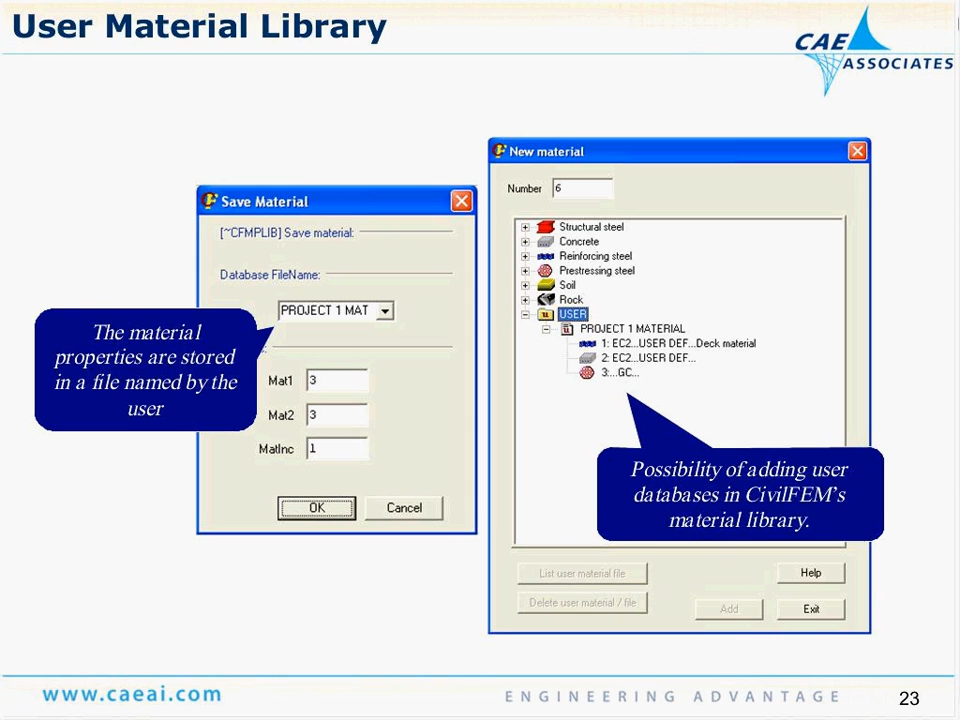 User Material Library
CAE
ASSOCIATES
Save Material
[~CFMPLIB] Save material:
Database FileName:
PROJECT 1 MAT
Mat1 3
Mat2 3
MatInc 1
OK Cancel
The material
properties are stored
in a file named by the
user
New material
Number 6
Structural steel
Concrete
Reinforcing steel
Prestressing steel
Soil
Rock
USER
PROJECT 1 MATERIAL
1: EC2...USER DEF...Deck material
2: EC2...USER DEF...
3:...GC...
Possibility of adding user
databases in CivilFEM's
material library.
List user material file
Help
Delete user material / file
Add
Exit
www.caeai.com
ENGINEERING ADVANTAGE
23